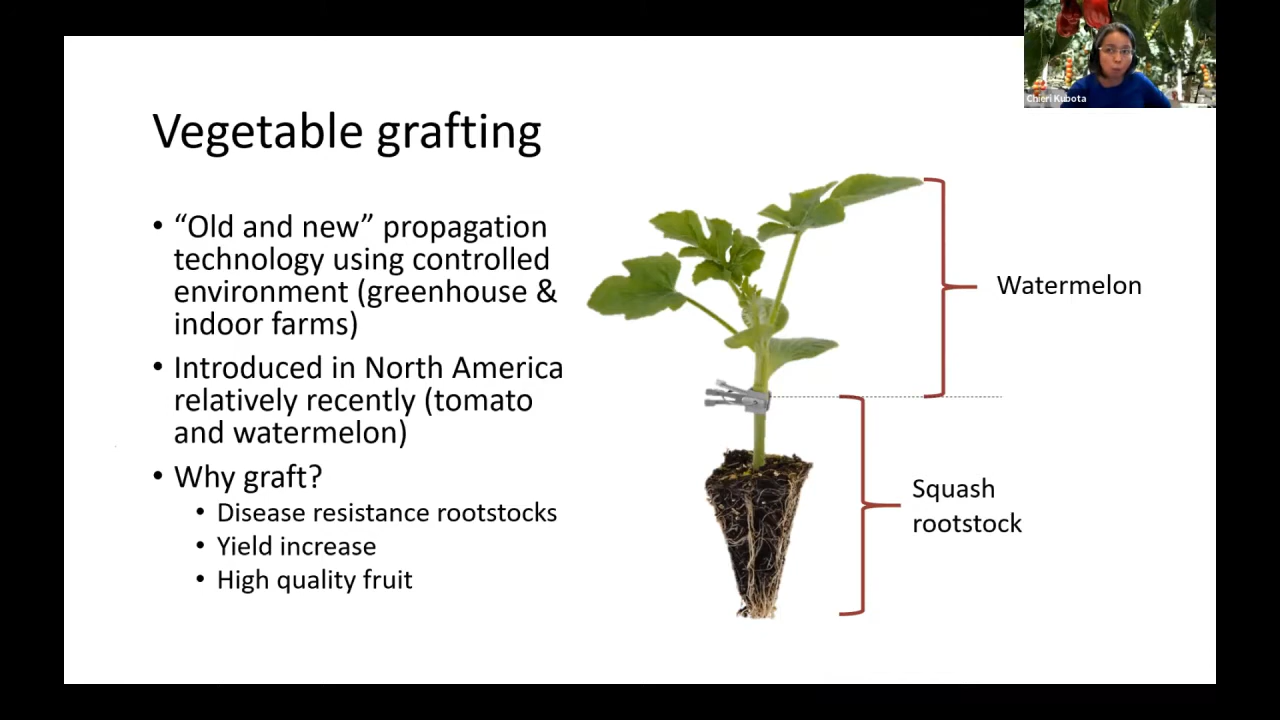 Chieri Kubota
Vegetable grafting
• “Old and new” propagation
technology using controlled
environment (greenhouse &
indoor farms)
• Introduced in North America
relatively recently (tomato
and watermelon)
• Why graft?
• Disease resistance rootstocks
• Yield increase
• High quality fruit
Watermelon
Squash
rootstock